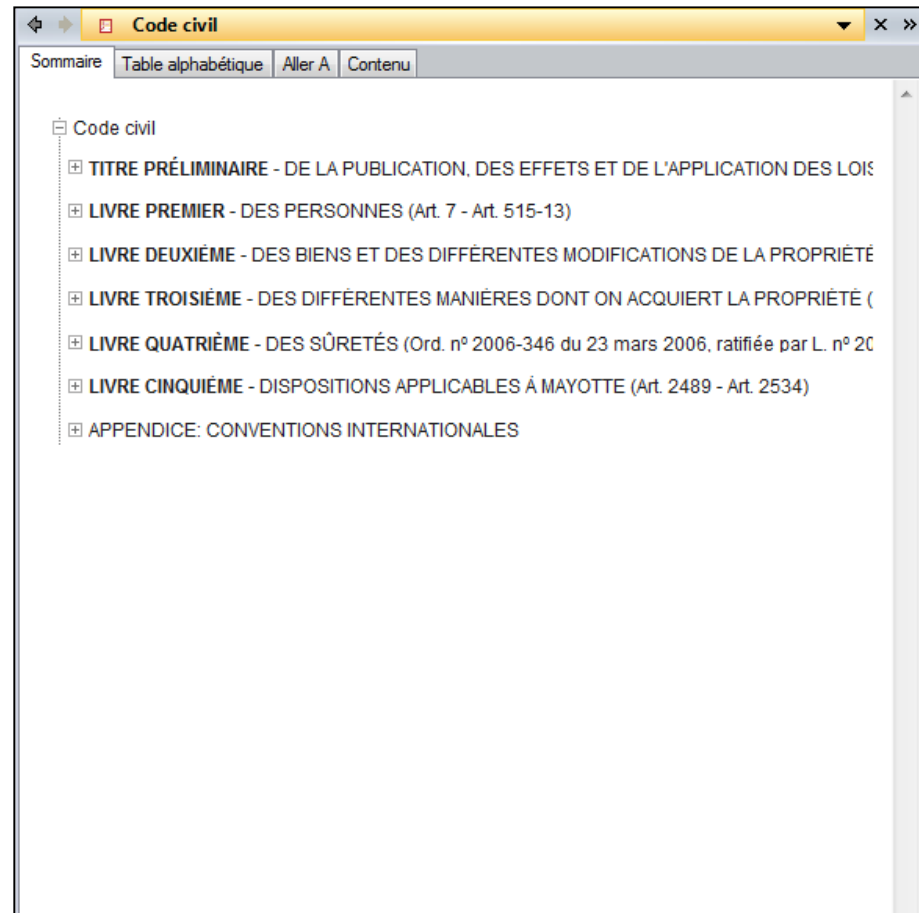 Code civil
Sommaire Table alphabétique Aller A Contenu
Code civil
TITRE PRÉLIMINAIRE - DE LA PUBLICATION, DES EFFETS ET DE L'APPLICATION DES LOIS
LIVRE PREMIER - DES PERSONNES (Art. 7 - Art. 515-13)
LIVRE DEUXIÈME - DES BIENS ET DES DIFFÉRENTES MODIFICATIONS DE LA PROPRIÉTÉ
LIVRE TROISIÈME - DES DIFFÉRENTES MANIÈRES DONT ON ACQUIERT LA PROPRIÉTÉ (
LIVRE QUATRIÈME - DES SÛRETÉS (Ord. nº 2006-346 du 23 mars 2006, ratifiée par L. nº 20
LIVRE CINQUIÈME - DISPOSITIONS APPLICABLES À MAYOTTE (Art. 2489 - Art. 2534)
APPENDICE: CONVENTIONS INTERNATIONALES